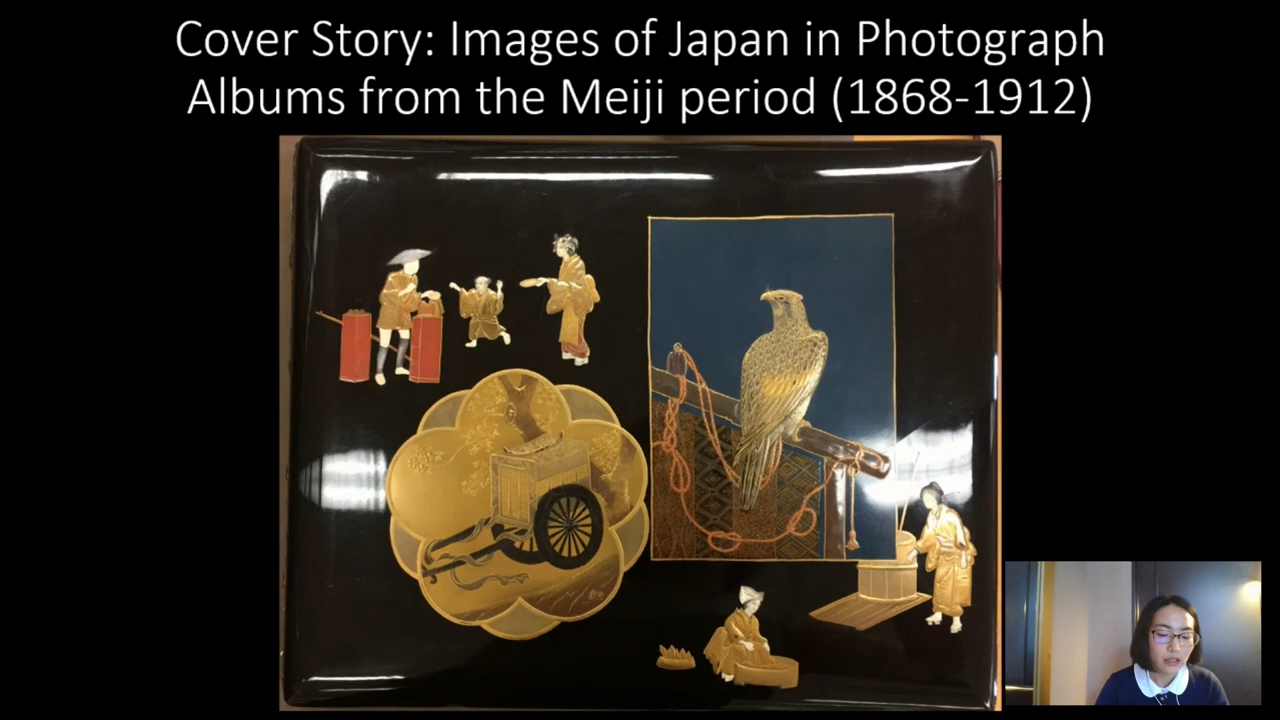 Cover Story: Images of Japan in Photograph
Albums from the Meiji period (1868-1912)